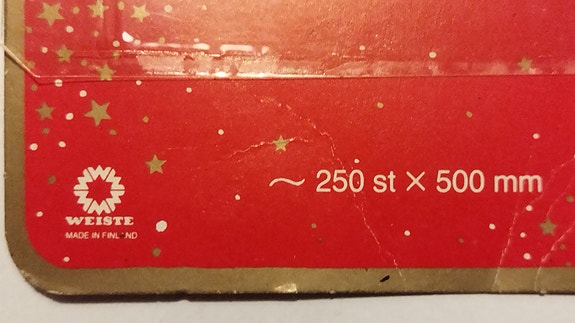 ~ 250 st × 500 mm
WEISTE
MADE IN FINLAND